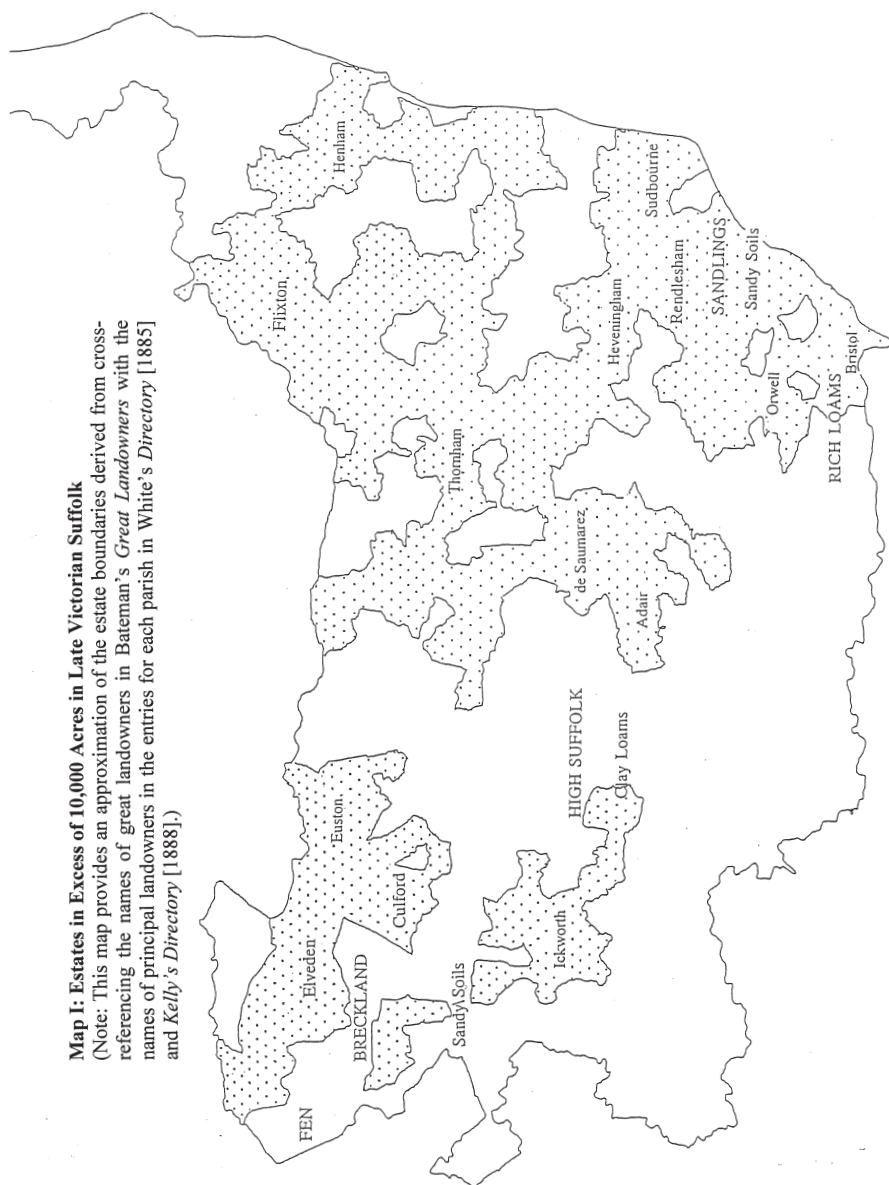 Map I: Estates in Excess of 10,000 Acres in Late Victorian Suffolk
(Note: This map provides an approximation of the estate boundaries derived from cross-
referencing the names of great landowners in Bateman's Great Landowners with the
names of principal landowners in the entries for each parish in White's Directory [1885]
and Kelly's Directory [1888].)
Flixton
Henham
Elveden
Euston
Thornham
FEN
BRECKLAND
Culford
Sandy Soils
Ickworth
HIGH SUFFOLK
Clay Loams
de Saumarez
Adair
Heveningham
Sudbourne
Rendlesham
SANDLINGS
Sandy Soils
Orwell
Bristol
RICH LOAMS